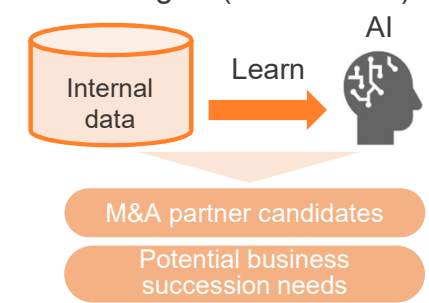 AI
Learn
Internal
data
M&A partner candidates
Potential business
succession needs